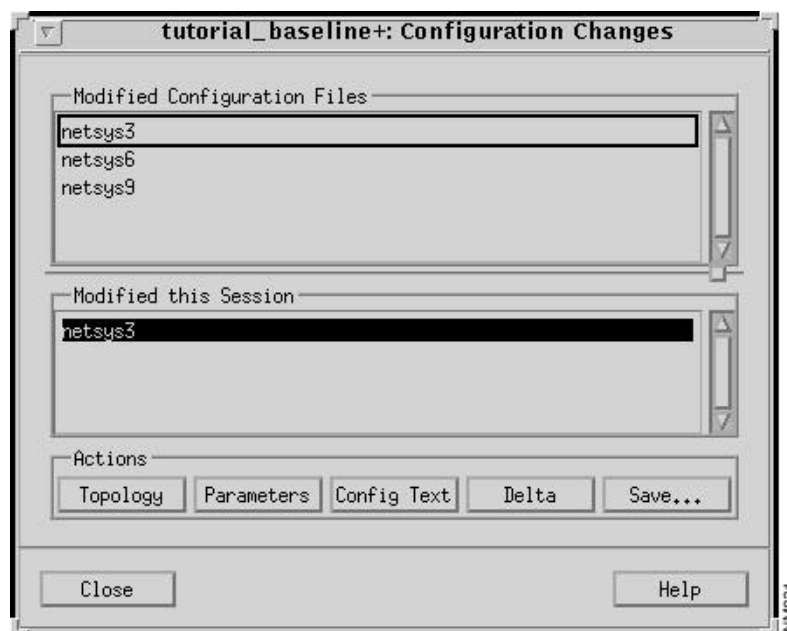 tutorial_baseline+: Configuration Changes
Modified Configuration Files
netsys3
netsys6
netsys9
Modified this Session
netsys3
Actions
Topology Parameters Config Text Delta Save...
Close Help